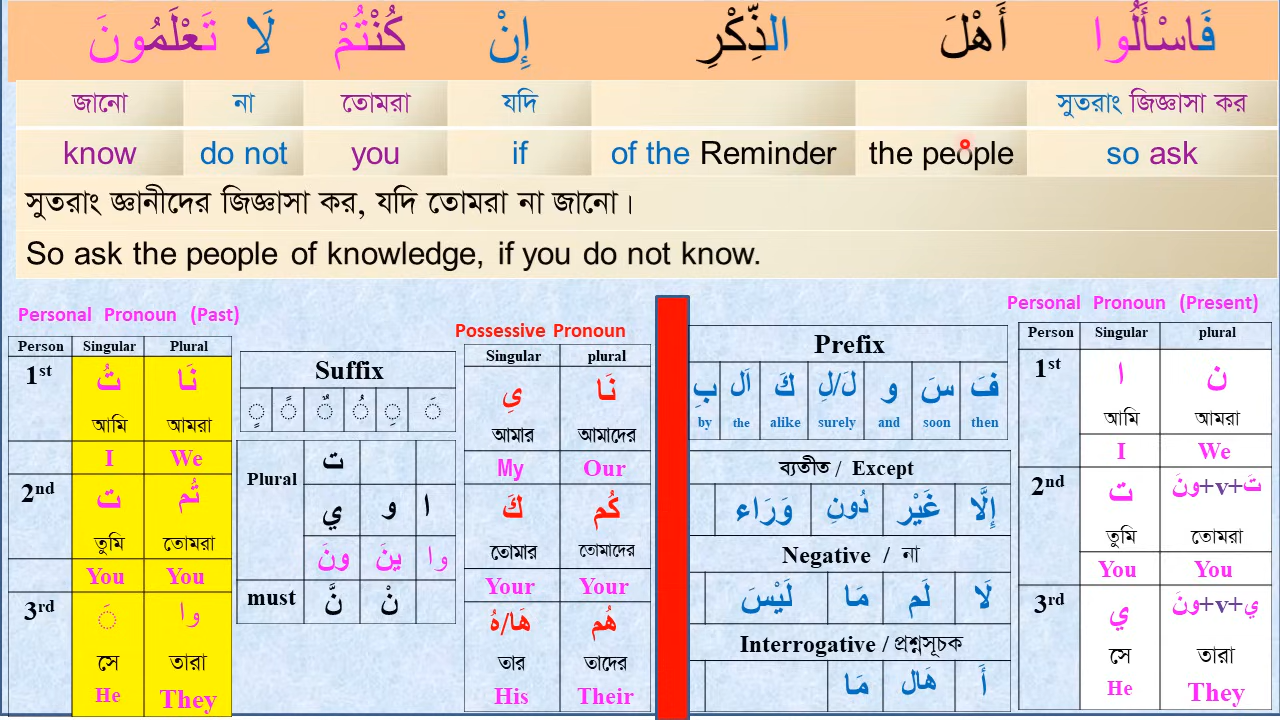 فَاسْأَلُوا أَهْلَ الذِّكْرِ إِنْ كُنْتُمْ لَا تَعْلَمُونَ
জানো না তোমরা যদি সুতরাং জিজ্ঞাসা কর
know do not you if of the Reminder the people so ask
সুতরাং জ্ঞানীদের জিজ্ঞাসা কর, যদি তোমরা না জানো।
So ask the people of knowledge, if you do not know.
Personal Pronoun (Past)
Person Singular Plural
1st تُ نَا
আমি আমরা
I We
2nd ت تُم
তুমি তোমরা
You You
3rd َ وا
সে তারা
He They
Suffix
ٍ ً ٌ ُ ِ َ
Plural ت
ي و ا
ونَ ينَ وا
must نَّ نْ
Possessive Pronoun
Singular plural
يِ نَا
আমার আমাদের
My Our
كَ كُم
তোমার তোমাদের
Your Your
هَا/هُ هُم
তার তাদের
His Their
Prefix
بِ اَل كَ لَ/لِ و سَ فَ
by the alike surely and soon then
ব্যতীত / Except
وَرَاء دُونِ غَيْر إِلَّا
Negative / না
لَيْسَ مَا لَم لَا
Interrogative / প্রশ্নসূচক
مَا هَال أَ
Personal Pronoun (Present)
Person Singular plural
1st ا ن
আমি আমরা
I We
2nd ت تَ+v+ونَ
তুমি তোমরা
You You
3rd ي ي+v+ونَ
সে তারা
He They